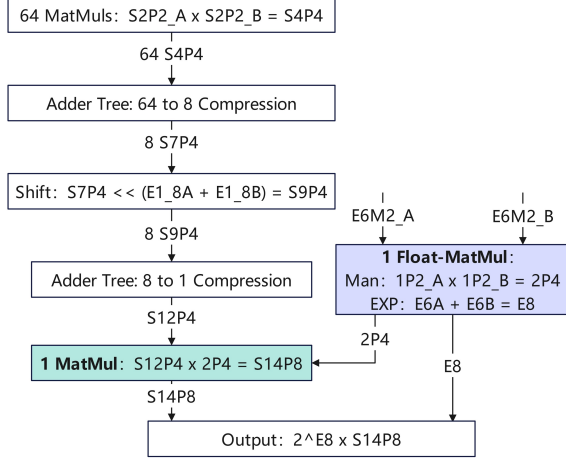 64 MatMuls: S2P2_A x S2P2_B = S4P4
64 S4P4
Adder Tree: 64 to 8 Compression
8 S7P4
Shift: S7P4 << (E1_8A + E1_8B) = S9P4
8 S9P4
Adder Tree: 8 to 1 Compression
S12P4
E6M2_A
E6M2_B
1 Float-MatMul:
Man: 1P2_A x 1P2_B = 2P4
EXP: E6A + E6B = E8
2P4
E8
1 MatMul: S12P4 x 2P4 = S14P8
S14P8
Output: 2^E8 x S14P8